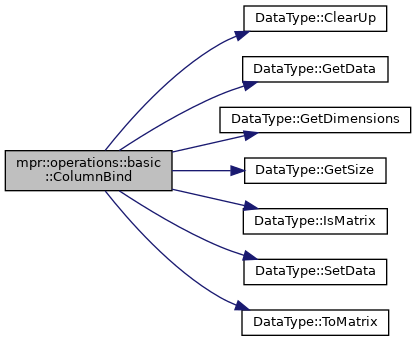 mpr::operations::basic
::ColumnBind
DataType::ClearUp
DataType::GetData
DataType::GetDimensions
DataType::GetSize
DataType::IsMatrix
DataType::SetData
DataType::ToMatrix